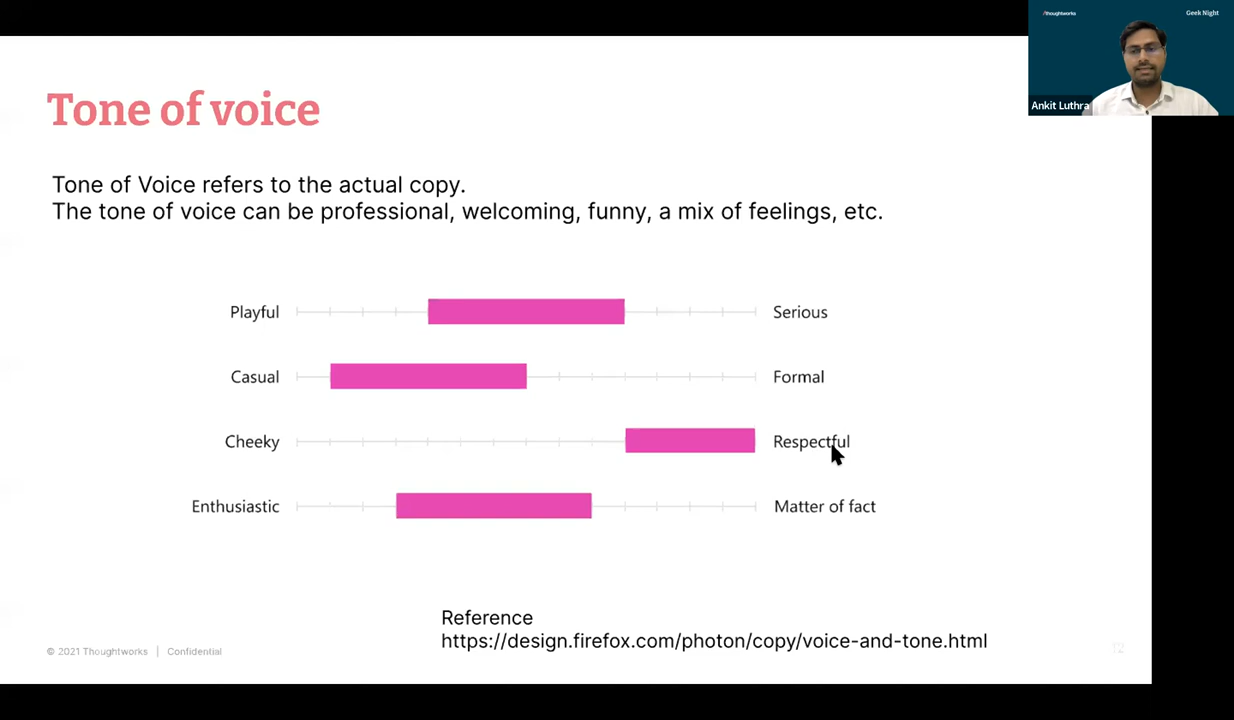 /thoughtworks
Geek Night
Ankit Luthra
Tone of voice
Tone of Voice refers to the actual copy.
The tone of voice can be professional, welcoming, funny, a mix of feelings, etc.
Playful
Serious
Casual
Formal
Cheeky
Respectful
Enthusiastic
Matter of fact
Reference
https://design.firefox.com/photon/copy/voice-and-tone.html
© 2021 Thoughtworks | Confidential